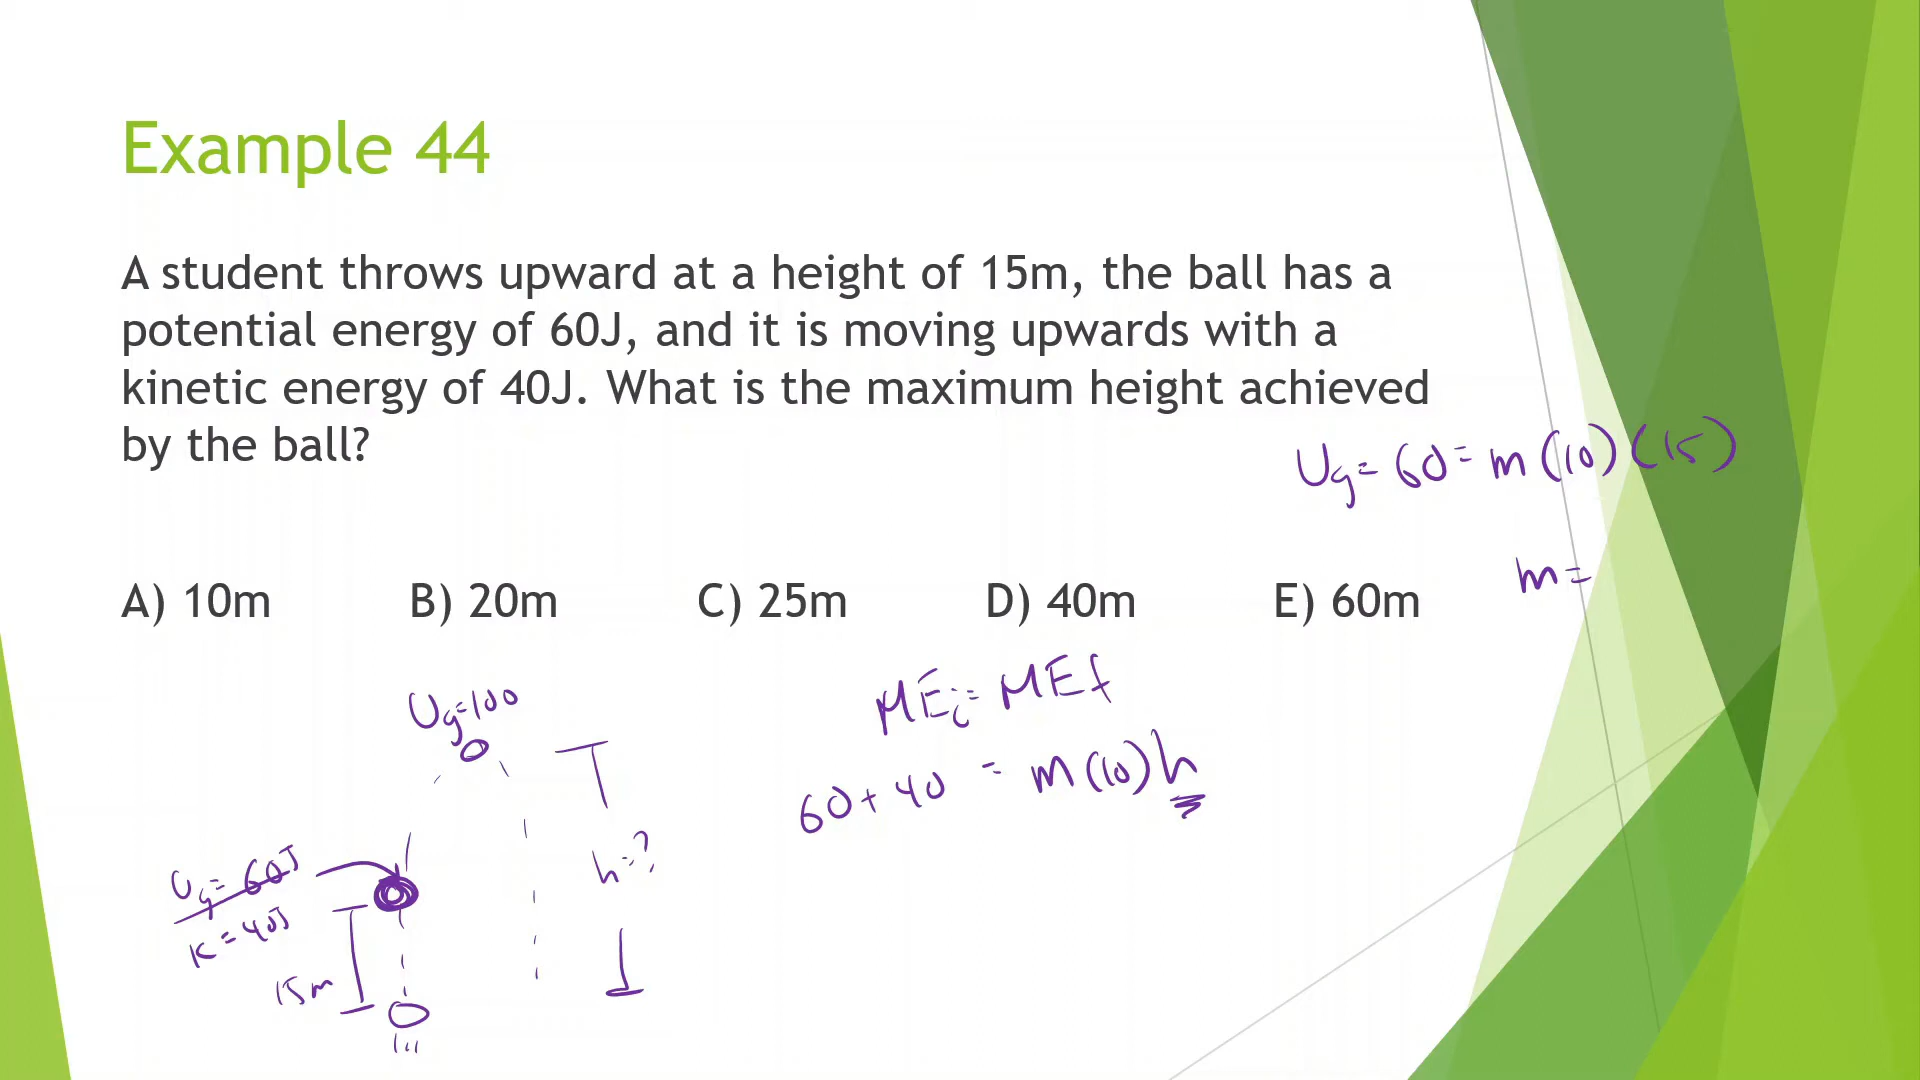 Example 44
A student throws upward at a height of 15m, the ball has a
potential energy of 60J, and it is moving upwards with a
kinetic energy of 40J. What is the maximum height achieved
by the ball?
Ug = 60 = m (10) (15)
m =
A) 10m B) 20m C) 25m D) 40m E) 60m
MEi = MEf
60 + 40 = m (10) h
Ug = 100
h = ?
Ug = 60J
K = 40J
15m